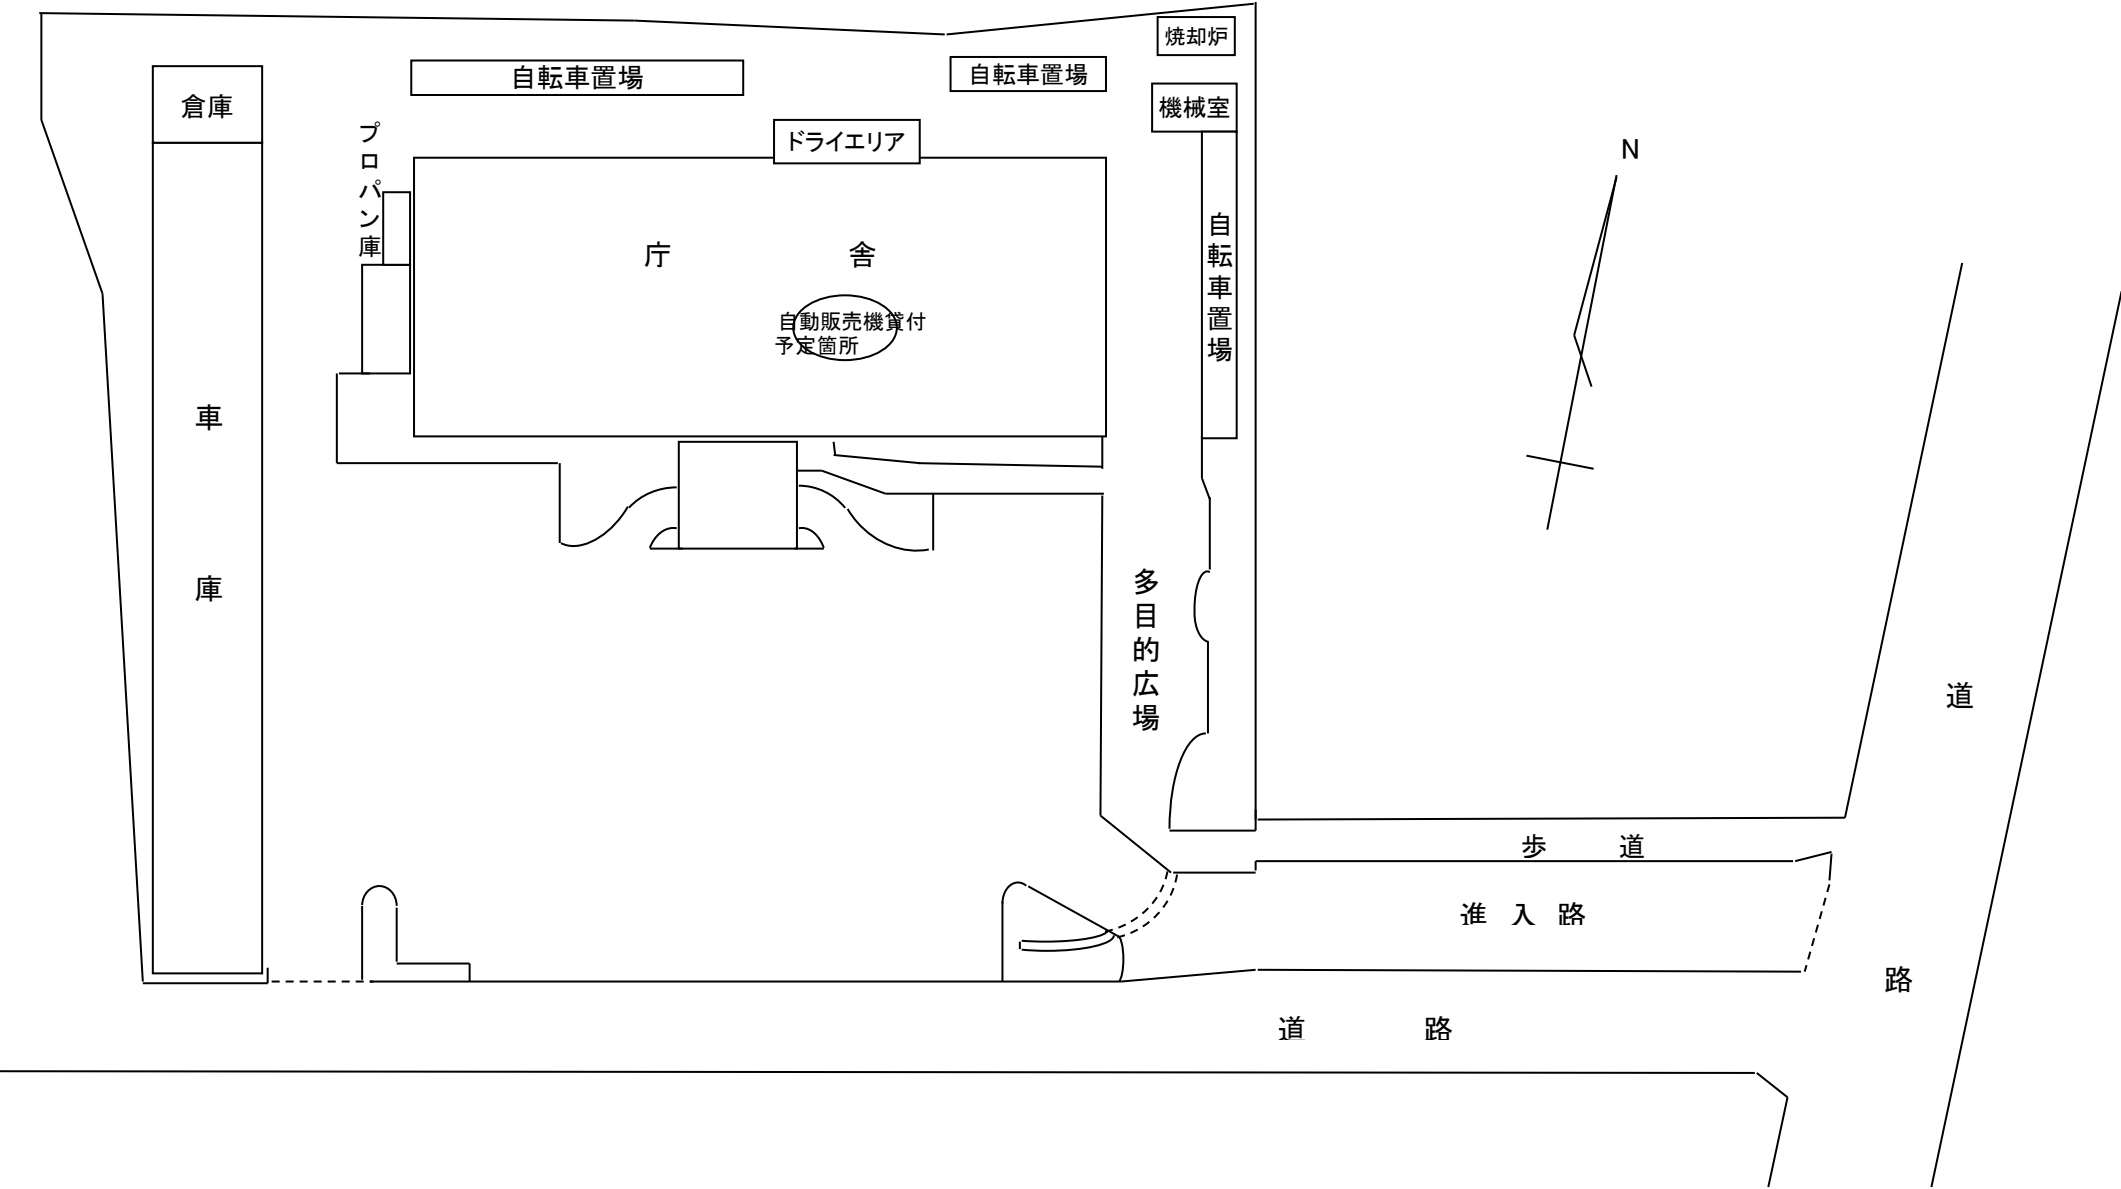 焼却炉
自転車置場
自転車置場
倉庫
機械室
プロパン庫
ドライエリア
N
庁 舎
自転車置場
自動販売機貸付
予定箇所
車 庫
多目的広場
道 路
歩 道
進 入 路
道 路